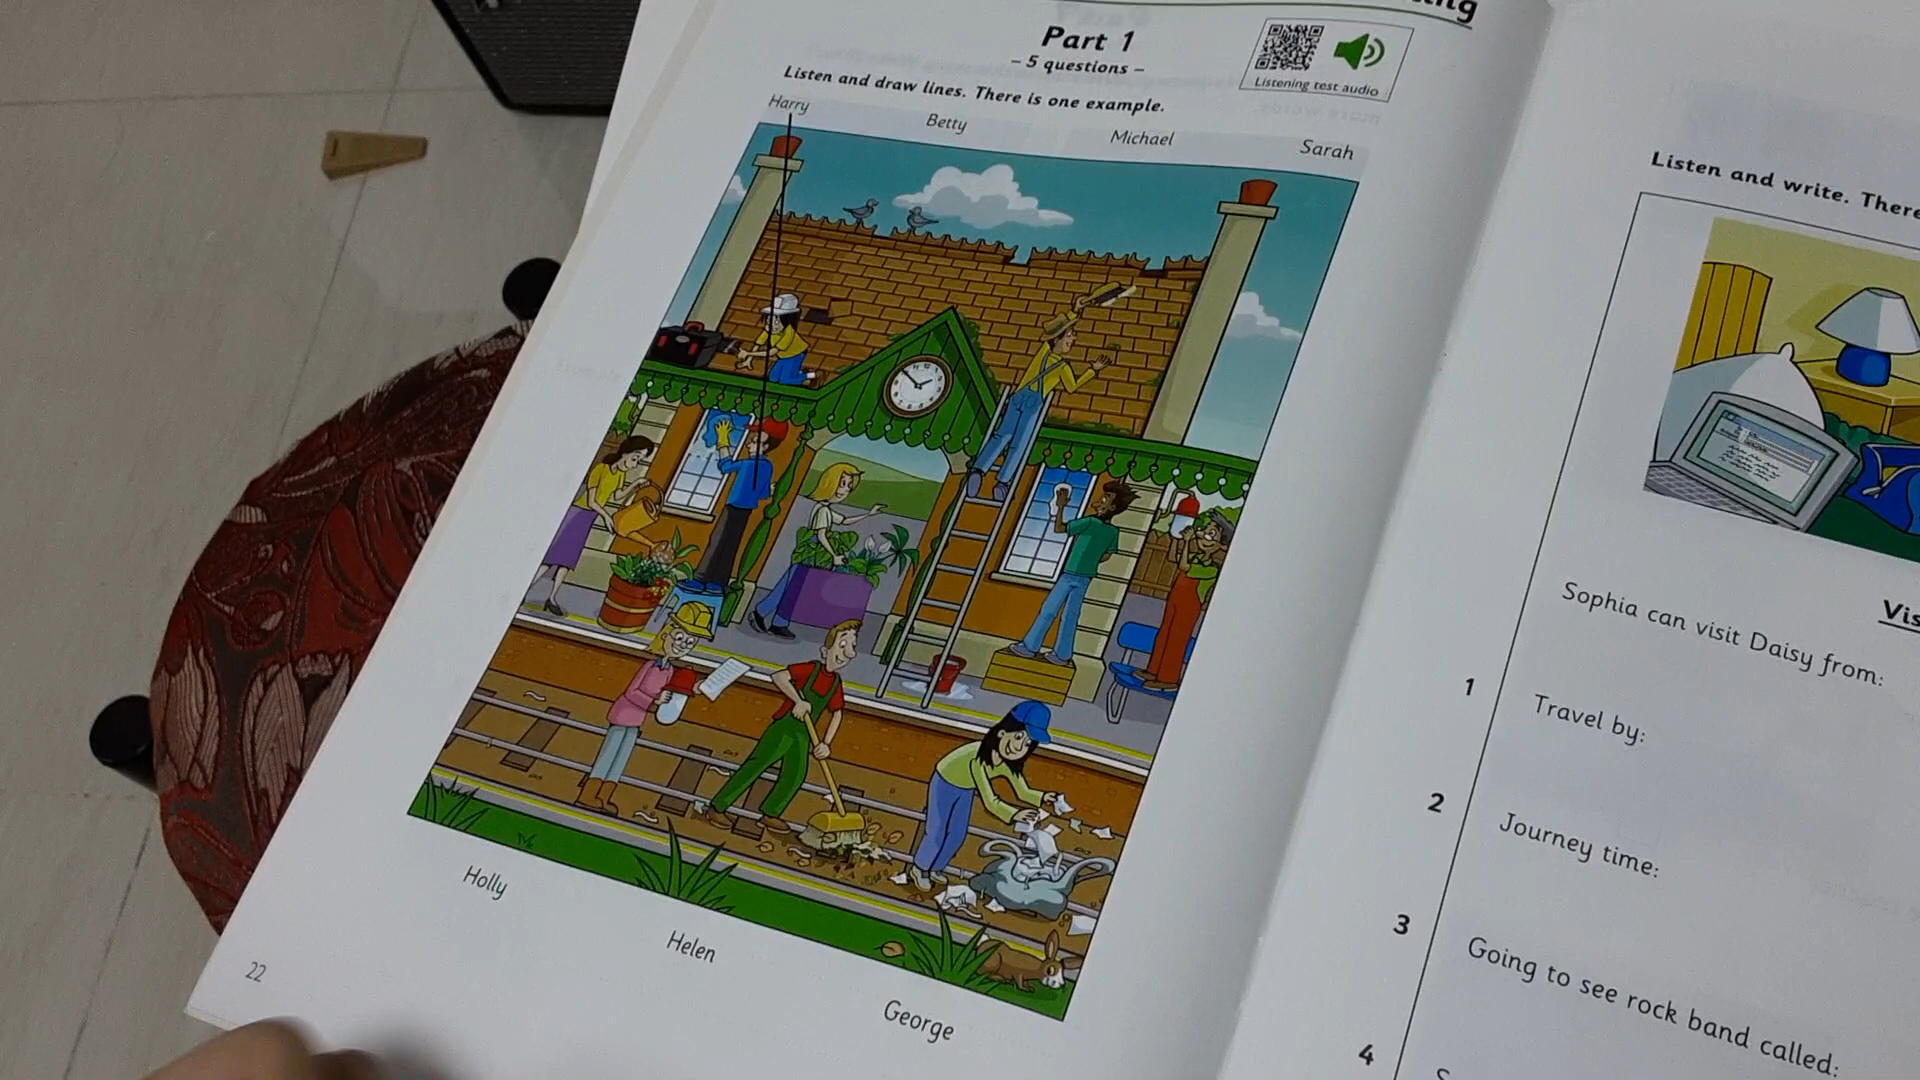 Part 1
– 5 questions –
Listening test audio
Listen and draw lines. There is one example.
Harry
Betty
Michael
Sarah
Holly
Helen
George
22
Listen and write. There
Sophia can visit Daisy from:
1 Travel by:
2 Journey time:
3 Going to see rock band called:
4